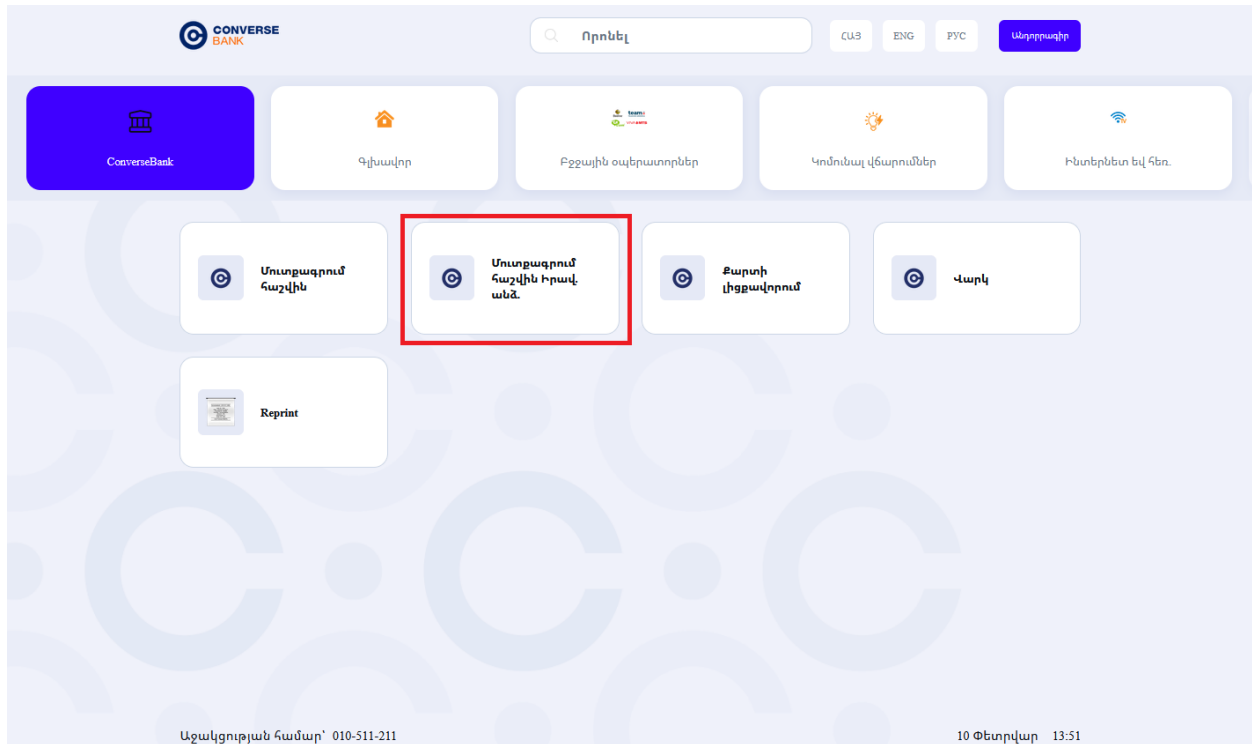 CONVERSE
BANK
Որոնել
ՀԱՅ
ENG
РУС
Անդորրագիր
ConverseBank
Գլխավոր
Բջջային օպերատորներ
Կոմունալ վճարումներ
Ինտերնետ եվ հեռ.
Մուտքագրում
հաշվին
Մուտքագրում
հաշվին Իրավ.
անձ.
Քարտի
լիցքավորում
Վարկ
Reprint
Աջակցության համար՝ 010-511-211
10 Փետրվար 13:51